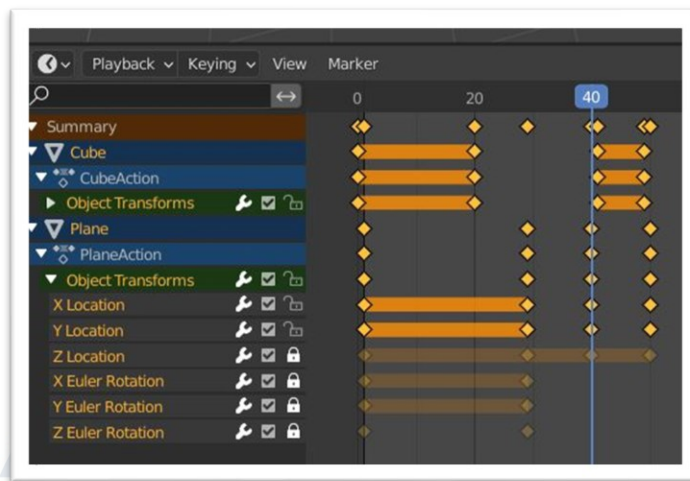 Playback Keying View Marker
0 20 40
Summary
Cube
CubeAction
Object Transforms
Plane
PlaneAction
Object Transforms
X Location
Y Location
Z Location
X Euler Rotation
Y Euler Rotation
Z Euler Rotation